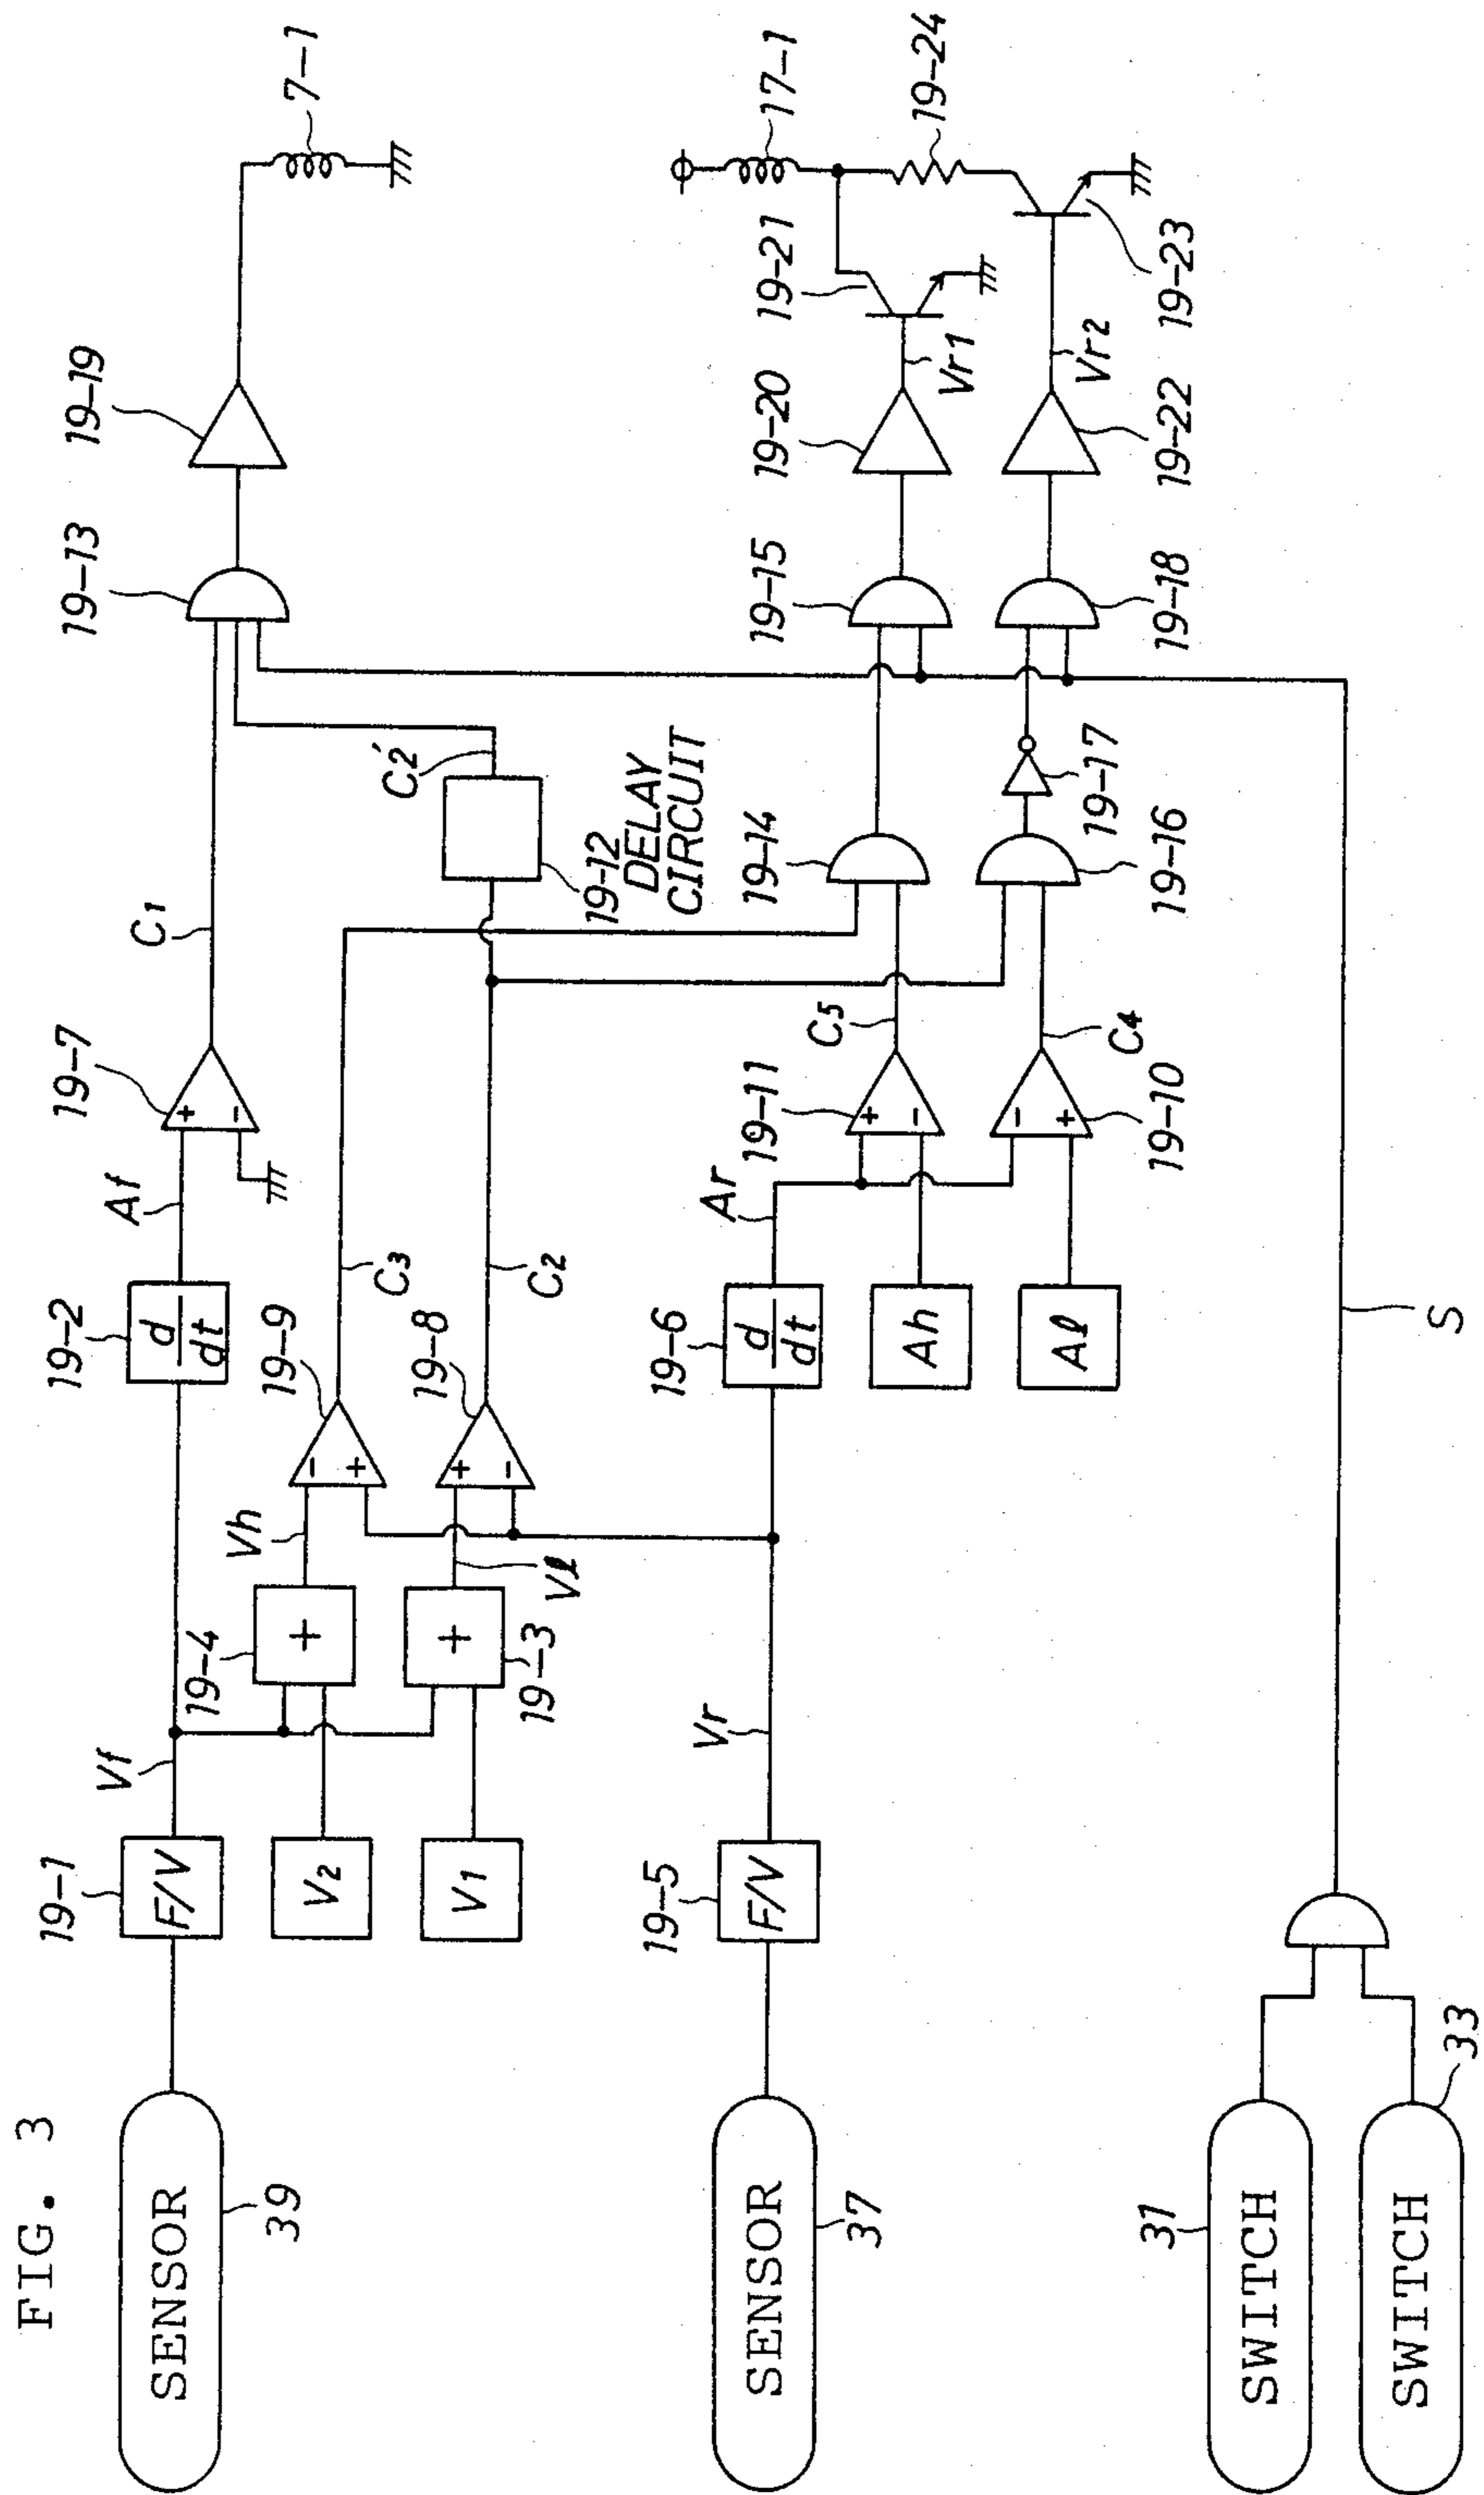 FIG. 3
SENSOR
39
19-1
F/V
Vf
V2
V1
19-4
+
19-3
+
Vh
Vℓ
19-2
d
dt
Af
19-9
-
+
19-8
+
-
C3
C2
19-7
+
-
C1
19-12
DELAY
CIRCUIT
C2'
19-13
19-19
7-1
SENSOR
37
19-5
F/V
Vr
19-6
d
dt
Ar
Ah
Aℓ
19-11
+
-
C5
-
+
19-10
C4
19-14
19-16
19-17
19-15
19-18
19-20
19-22
Vr1
Vr2
19-21
19-23
17-1
19-24
31
SWITCH
SWITCH
33
S